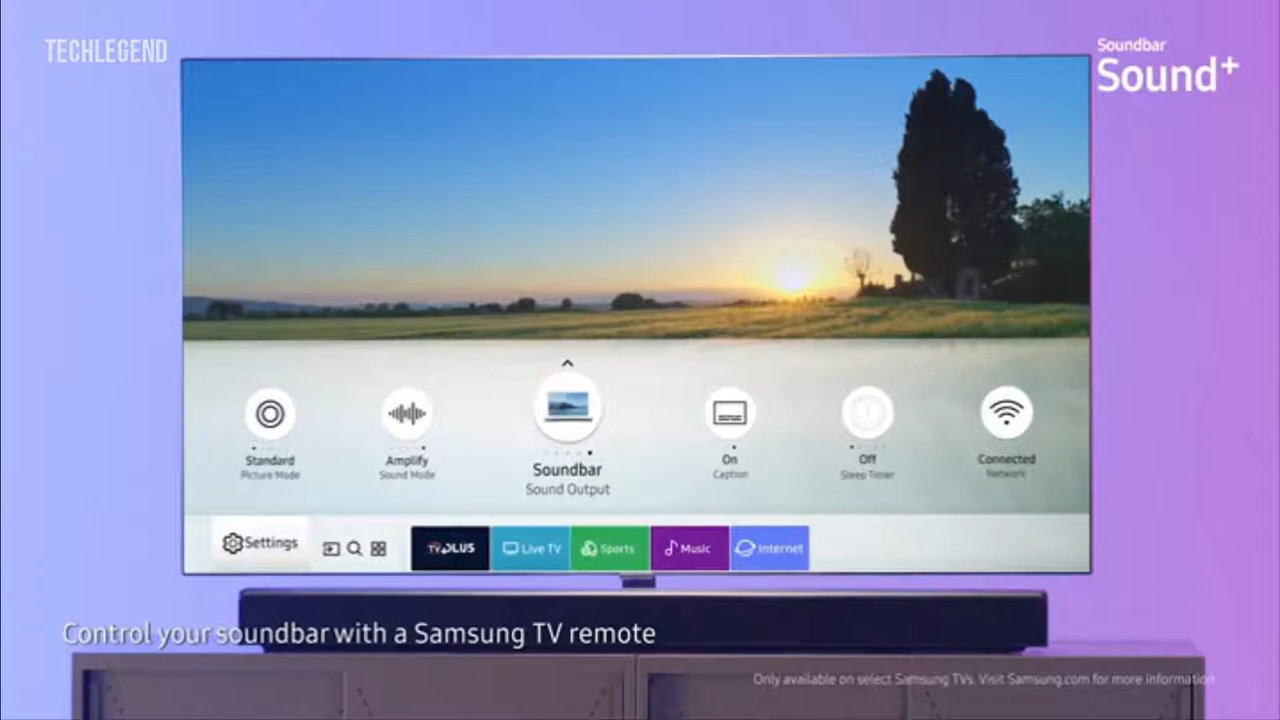 TECHLEGEND
Soundbar
Sound+
Standard
Picture Mode
Amplify
Sound Mode
Soundbar
Sound Output
On
Caption
Off
Sleep Timer
Connected
Network
Settings
TV PLUS
Live TV
Sports
Music
Internet
Control your soundbar with a Samsung TV remote
Only available on select Samsung TVs. Visit Samsung.com for more information